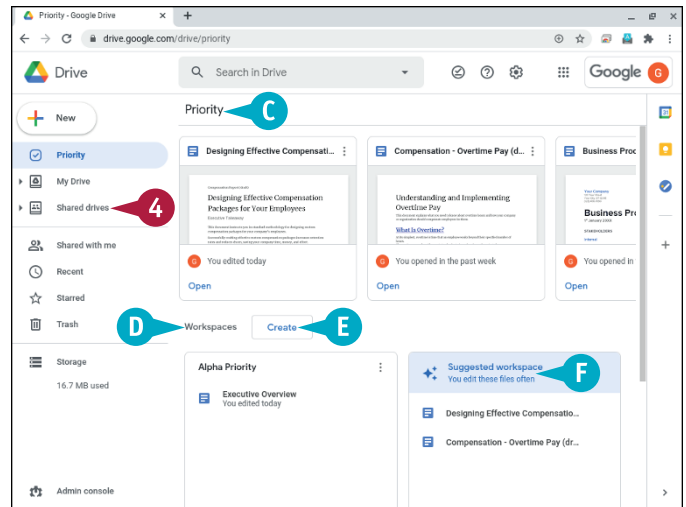 Priority - Google Drive
drive.google.com/drive/priority
Drive
Search in Drive
Google
G
New
Priority
My Drive
Shared drives
4
Shared with me
Recent
Starred
Trash
Storage
16.7 MB used
Admin console
Priority
C
Designing Effective Compensati...
Designing Effective Compensation
Packages for Your Employees
Executive Summary
G
You edited today
Open
Compensation - Overtime Pay (d...
Understanding and Implementing
Overtime Pay
What Is Overtime?
G
You opened in the past week
Open
Business Proc
Your Company
Business Pro
STAKEHOLDERS
G
You opened in
Open
D
Workspaces
Create
E
Alpha Priority
Executive Overview
You edited today
Suggested workspace
You edit these files often
F
Designing Effective Compensatio...
Compensation - Overtime Pay (dr...
31